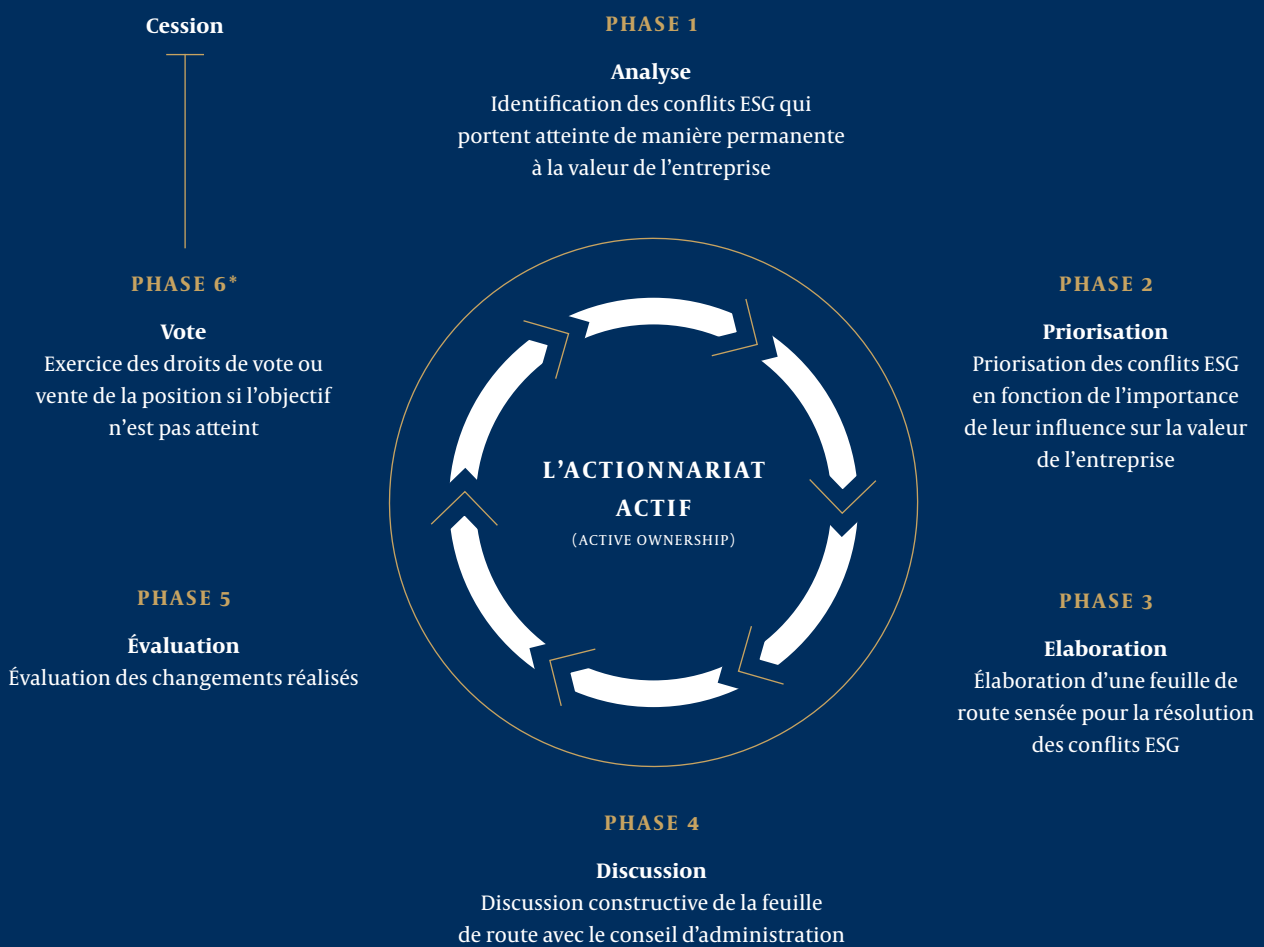 Cession
PHASE 1
Analyse
Identification des conflits ESG qui
portent atteinte de manière permanente
à la valeur de l'entreprise
PHASE 2
Priorisation
Priorisation des conflits ESG
en fonction de l'importance
de leur influence sur la valeur
de l'entreprise
PHASE 3
Elaboration
Élaboration d'une feuille de
route sensée pour la résolution
des conflits ESG
PHASE 4
Discussion
Discussion constructive de la feuille
de route avec le conseil d'administration
PHASE 5
Évaluation
Évaluation des changements réalisés
PHASE 6*
Vote
Exercice des droits de vote ou
vente de la position si l'objectif
n'est pas atteint
L'ACTIONNARIAT
ACTIF
(ACTIVE OWNERSHIP)